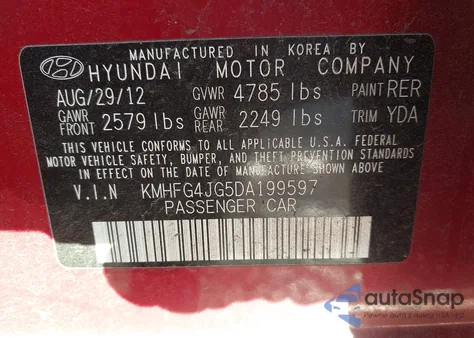 MANUFACTURED IN KOREA BY
HYUNDAI MOTOR COMPANY
AUG/29/12 GVWR 4785 lbs PAINT RER
GAWR FRONT 2579 lbs GAWR REAR 2249 lbs TRIM YDA
THIS VEHICLE CONFORMS TO ALL APPLICABLE U.S.A. FEDERAL
MOTOR VEHICLE SAFETY, BUMPER, AND THEFT PREVENTION STANDARDS
IN EFFECT ON THE DATE OF MANUFACTURE SHOWN ABOVE.
V.I.N KMHFG4JG5DA199597
PASSENGER CAR
autoSnap